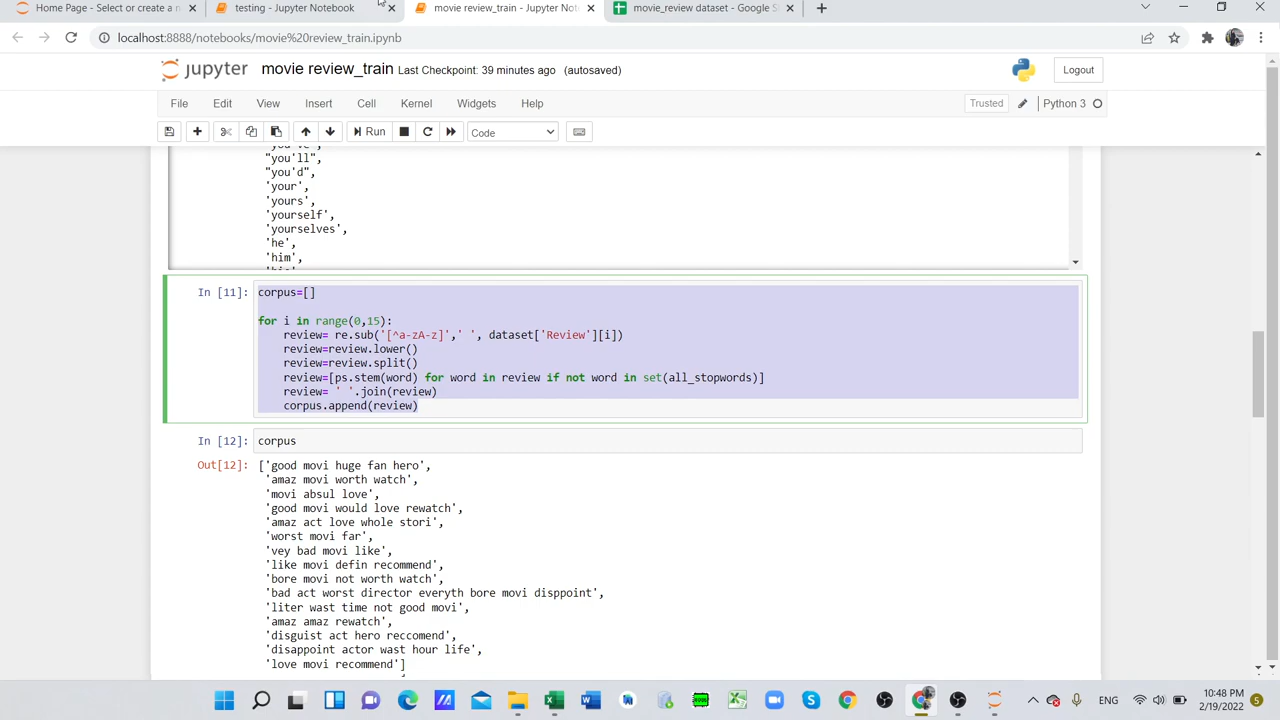 Home Page - Select or create a n
testing - Jupyter Notebook
movie review_train - Jupyter Not
movie_review dataset - Google S
localhost:8888/notebooks/movie%20review_train.ipynb
jupyter movie review_train Last Checkpoint: 39 minutes ago (autosaved)
Logout
File Edit View Insert Cell Kernel Widgets Help
Trusted
Python 3
Run
Code
"you'll",
"you'd",
'your',
'yours',
'yourself',
'yourselves',
'he',
'him',
In [11]:
corpus=[]
for i in range(0,15):
review= re.sub('[^a-zA-z]',' ', dataset['Review'][i])
review=review.lower()
review=review.split()
review=[ps.stem(word) for word in review if not word in set(all_stopwords)]
review= ' '.join(review)
corpus.append(review)
In [12]: corpus
Out[12]: ['good movi huge fan hero',
'amaz movi worth watch',
'movi absul love',
'good movi would love rewatch',
'amaz act love whole stori',
'worst movi far',
'vey bad movi like',
'like movi defin recommend',
'bore movi not worth watch',
'bad act worst director everyth bore movi disppoint',
'liter wast time not good movi',
'amaz amaz rewatch',
'disguist act hero reccomend',
'disappoint actor wast hour life',
'love movi recommend']
ENG
10:48 PM
2/19/2022
5